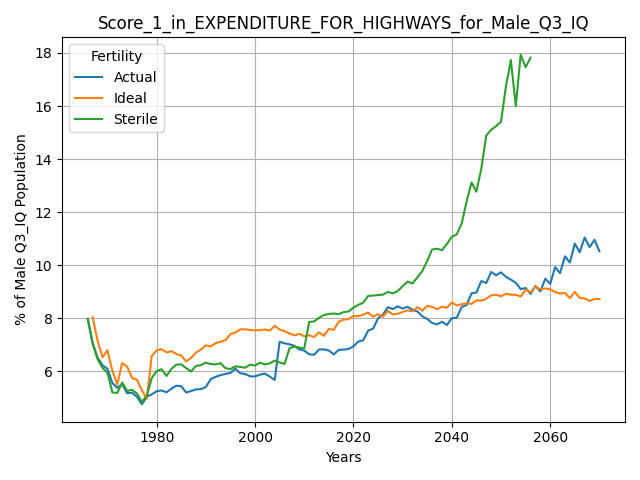 Score_1_in_EXPENDITURE_FOR_HIGHWAYS_for_Male_Q3_IQ
Fertility
Actual
Ideal
Sterile
% of Male Q3_IQ Population
18
16
14
12
10
8
6
1980
2000
2020
2040
2060
Years